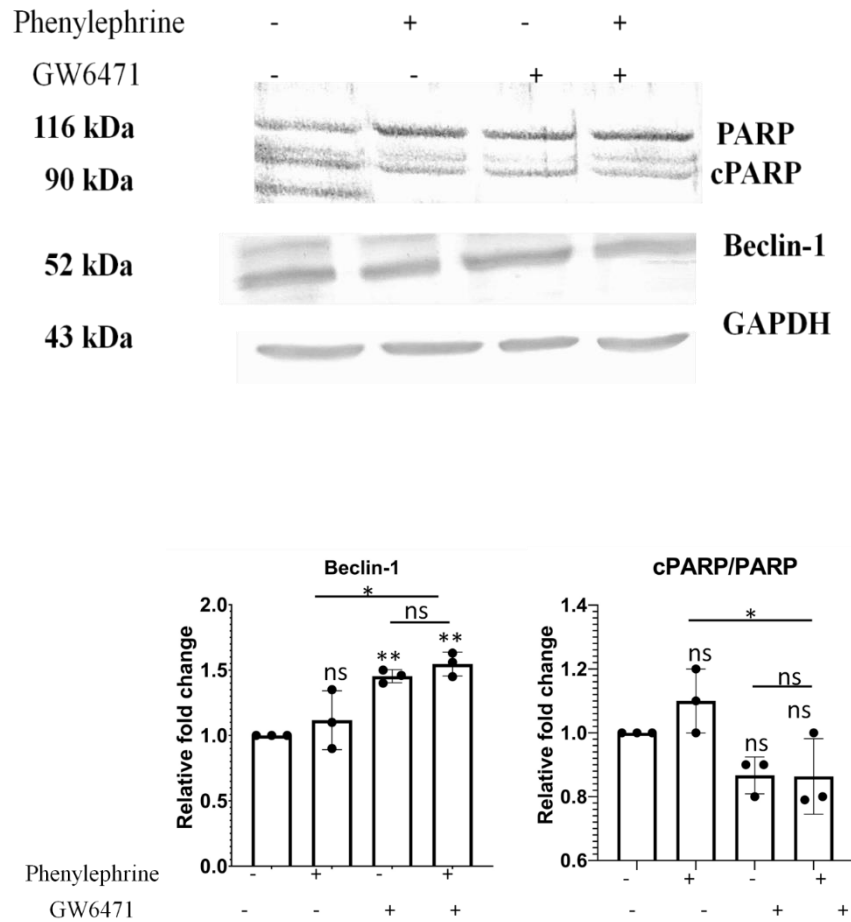 Phenylephrine - + - +
GW6471 - - + +
116 kDa PARP
90 kDa cPARP
52 kDa Beclin-1
43 kDa GAPDH
Beclin-1
* 
ns
ns ** **
2.0
1.5
1.0
0.5
0.0
Relative fold change
cPARP/PARP
*
ns
ns ns ns
1.4
1.2
1.0
0.8
0.6
Relative fold change
Phenylephrine - + - + - + - +
GW6471 - - + + - - + +